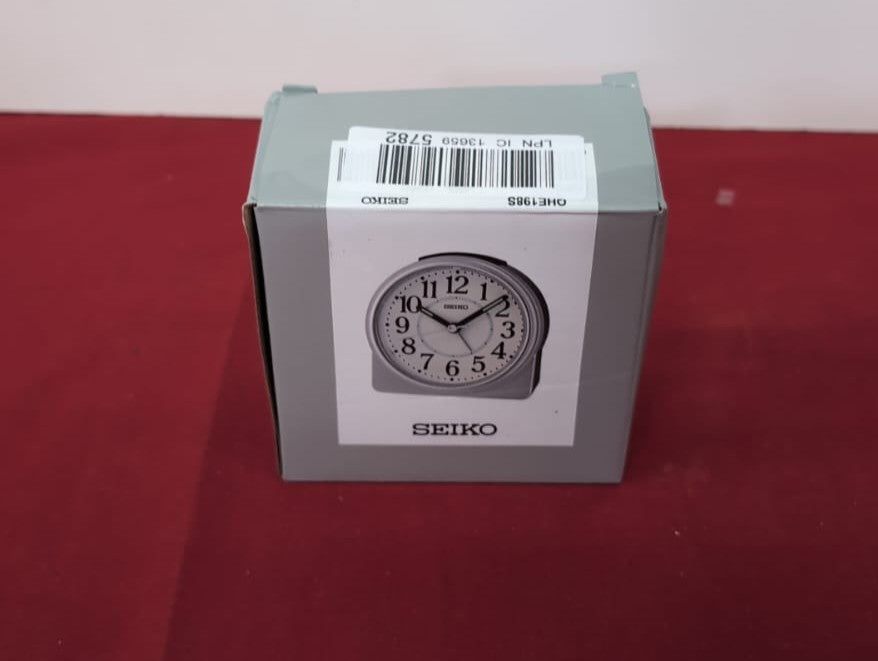 LPN IC 13659 5782
QHE198S SEIKO
12
11 1
10 2
SEIKO
9 3
8 4
7 5
6
SEIKO